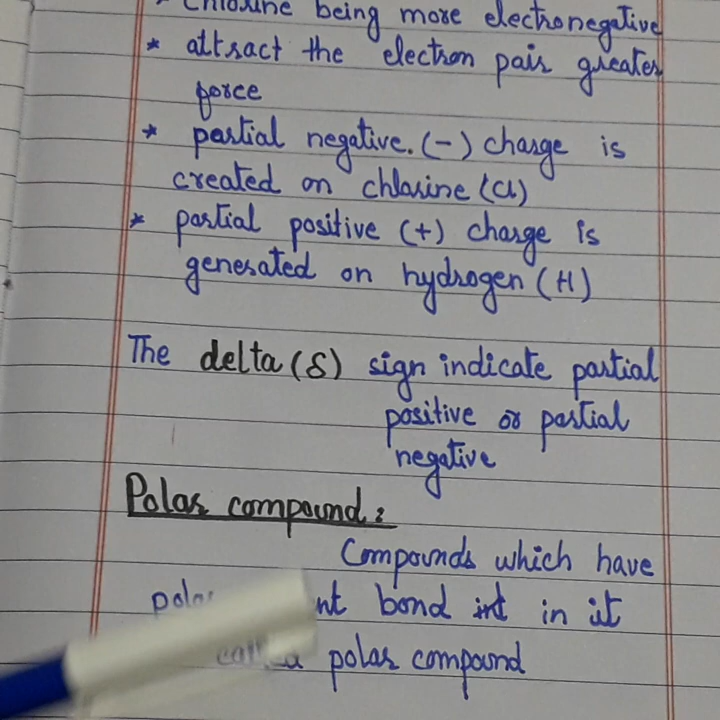 * Chlorine being more electronegative
* attract the electron pair greater
force
* partial negative. (-) charge is
created on chlorine (Cl)
* partial positive (+) charge is
generated on hydrogen (H)
The delta (δ) sign indicate partial
positive or partial
negative
Polar compound:
Compounds which have
bond in it
polar compound